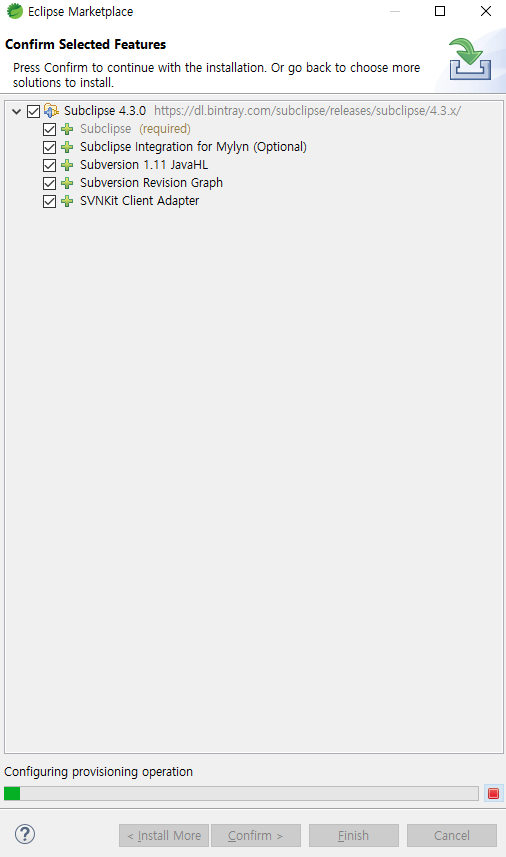 Eclipse Marketplace
Confirm Selected Features
Press Confirm to continue with the installation. Or go back to choose more
solutions to install.
Subclipse 4.3.0 https://dl.bintray.com/subclipse/releases/subclipse/4.3.x/
Subclipse (required)
Subclipse Integration for Mylyn (Optional)
Subversion 1.11 JavaHL
Subversion Revision Graph
SVNKit Client Adapter
Configuring provisioning operation
? < Install More Confirm > Finish Cancel